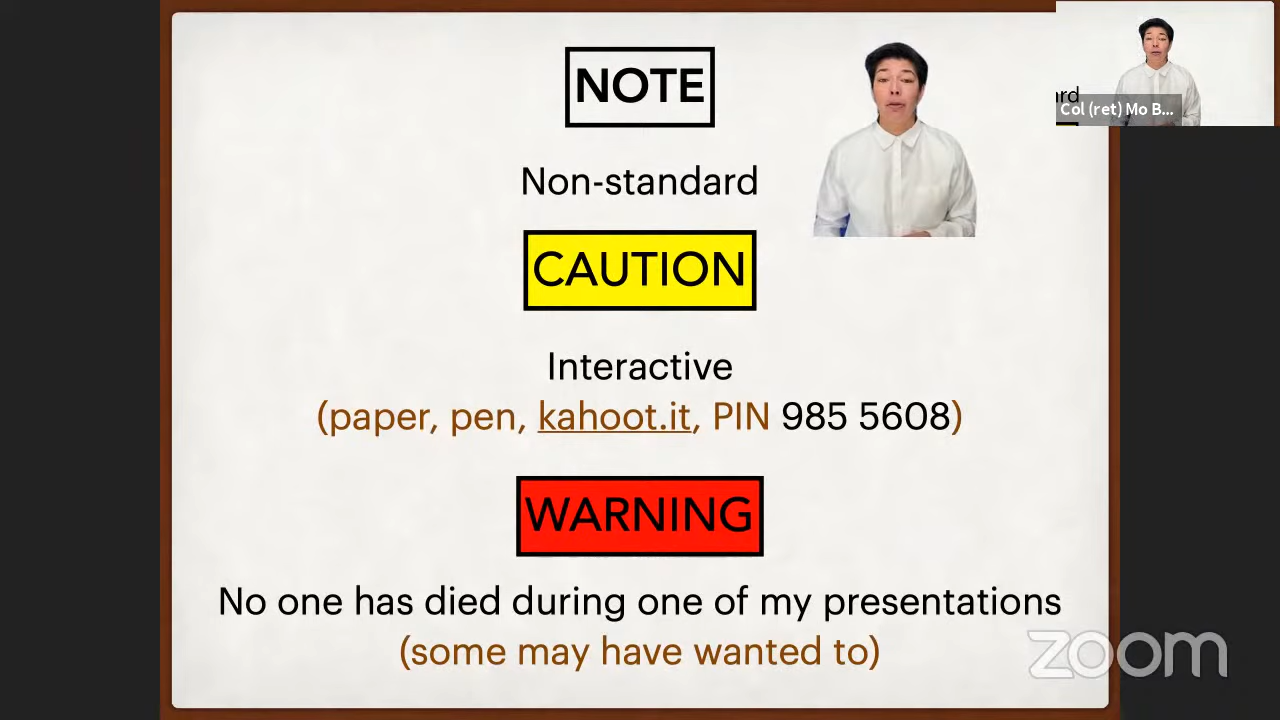 NOTE
Non-standard
CAUTION
Interactive
(paper, pen, kahoot.it, PIN 985 5608)
WARNING
No one has died during one of my presentations
(some may have wanted to)
Col (ret) Mo B...
zoom